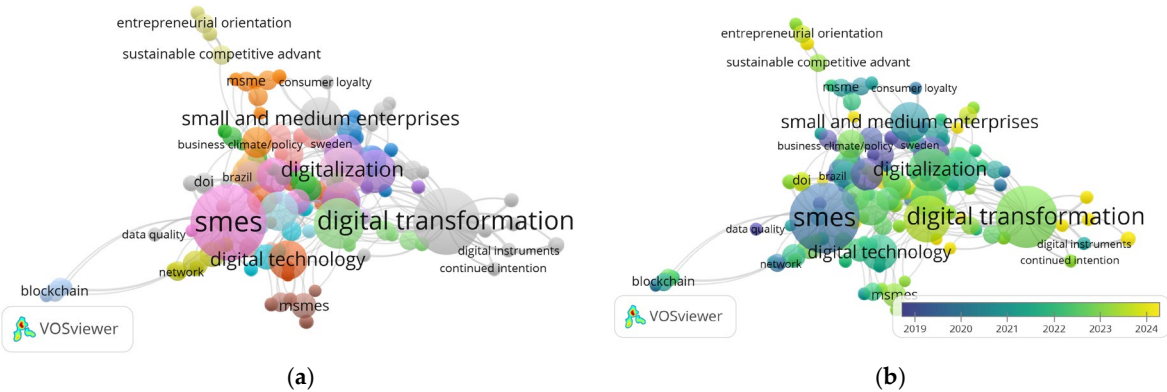 entrepreneurial orientation
sustainable competitive advant
msme
consumer loyalty
small and medium enterprises
business climate/policy
sweden
doi
brazil
digitalization
smes
digital transformation
data quality
digital technology
digital instruments
network
continued intention
blockchain
msmes
VOSviewer
(a)
entrepreneurial orientation
sustainable competitive advant
msme
consumer loyalty
small and medium enterprises
business climate/policy
sweden
doi
brazil
digitalization
smes
digital transformation
data quality
digital technology
digital instruments
network
continued intention
blockchain
msmes
VOSviewer
2019 2020 2021 2022 2023 2024
(b)